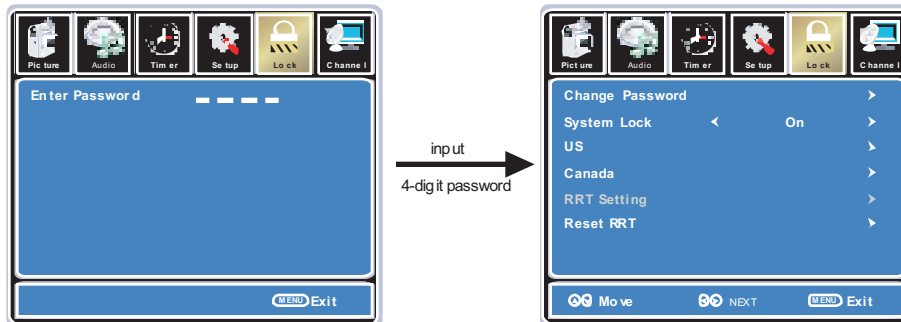 Picture Audio Timer Setup Lock Channel
Enter Password _ _ _ _
MENU Exit
input
4-digit password
Picture Audio Timer Setup Lock Channel
Change Password
System Lock On
US
Canada
RRT Setting
Reset RRT
Move NEXT MENU Exit